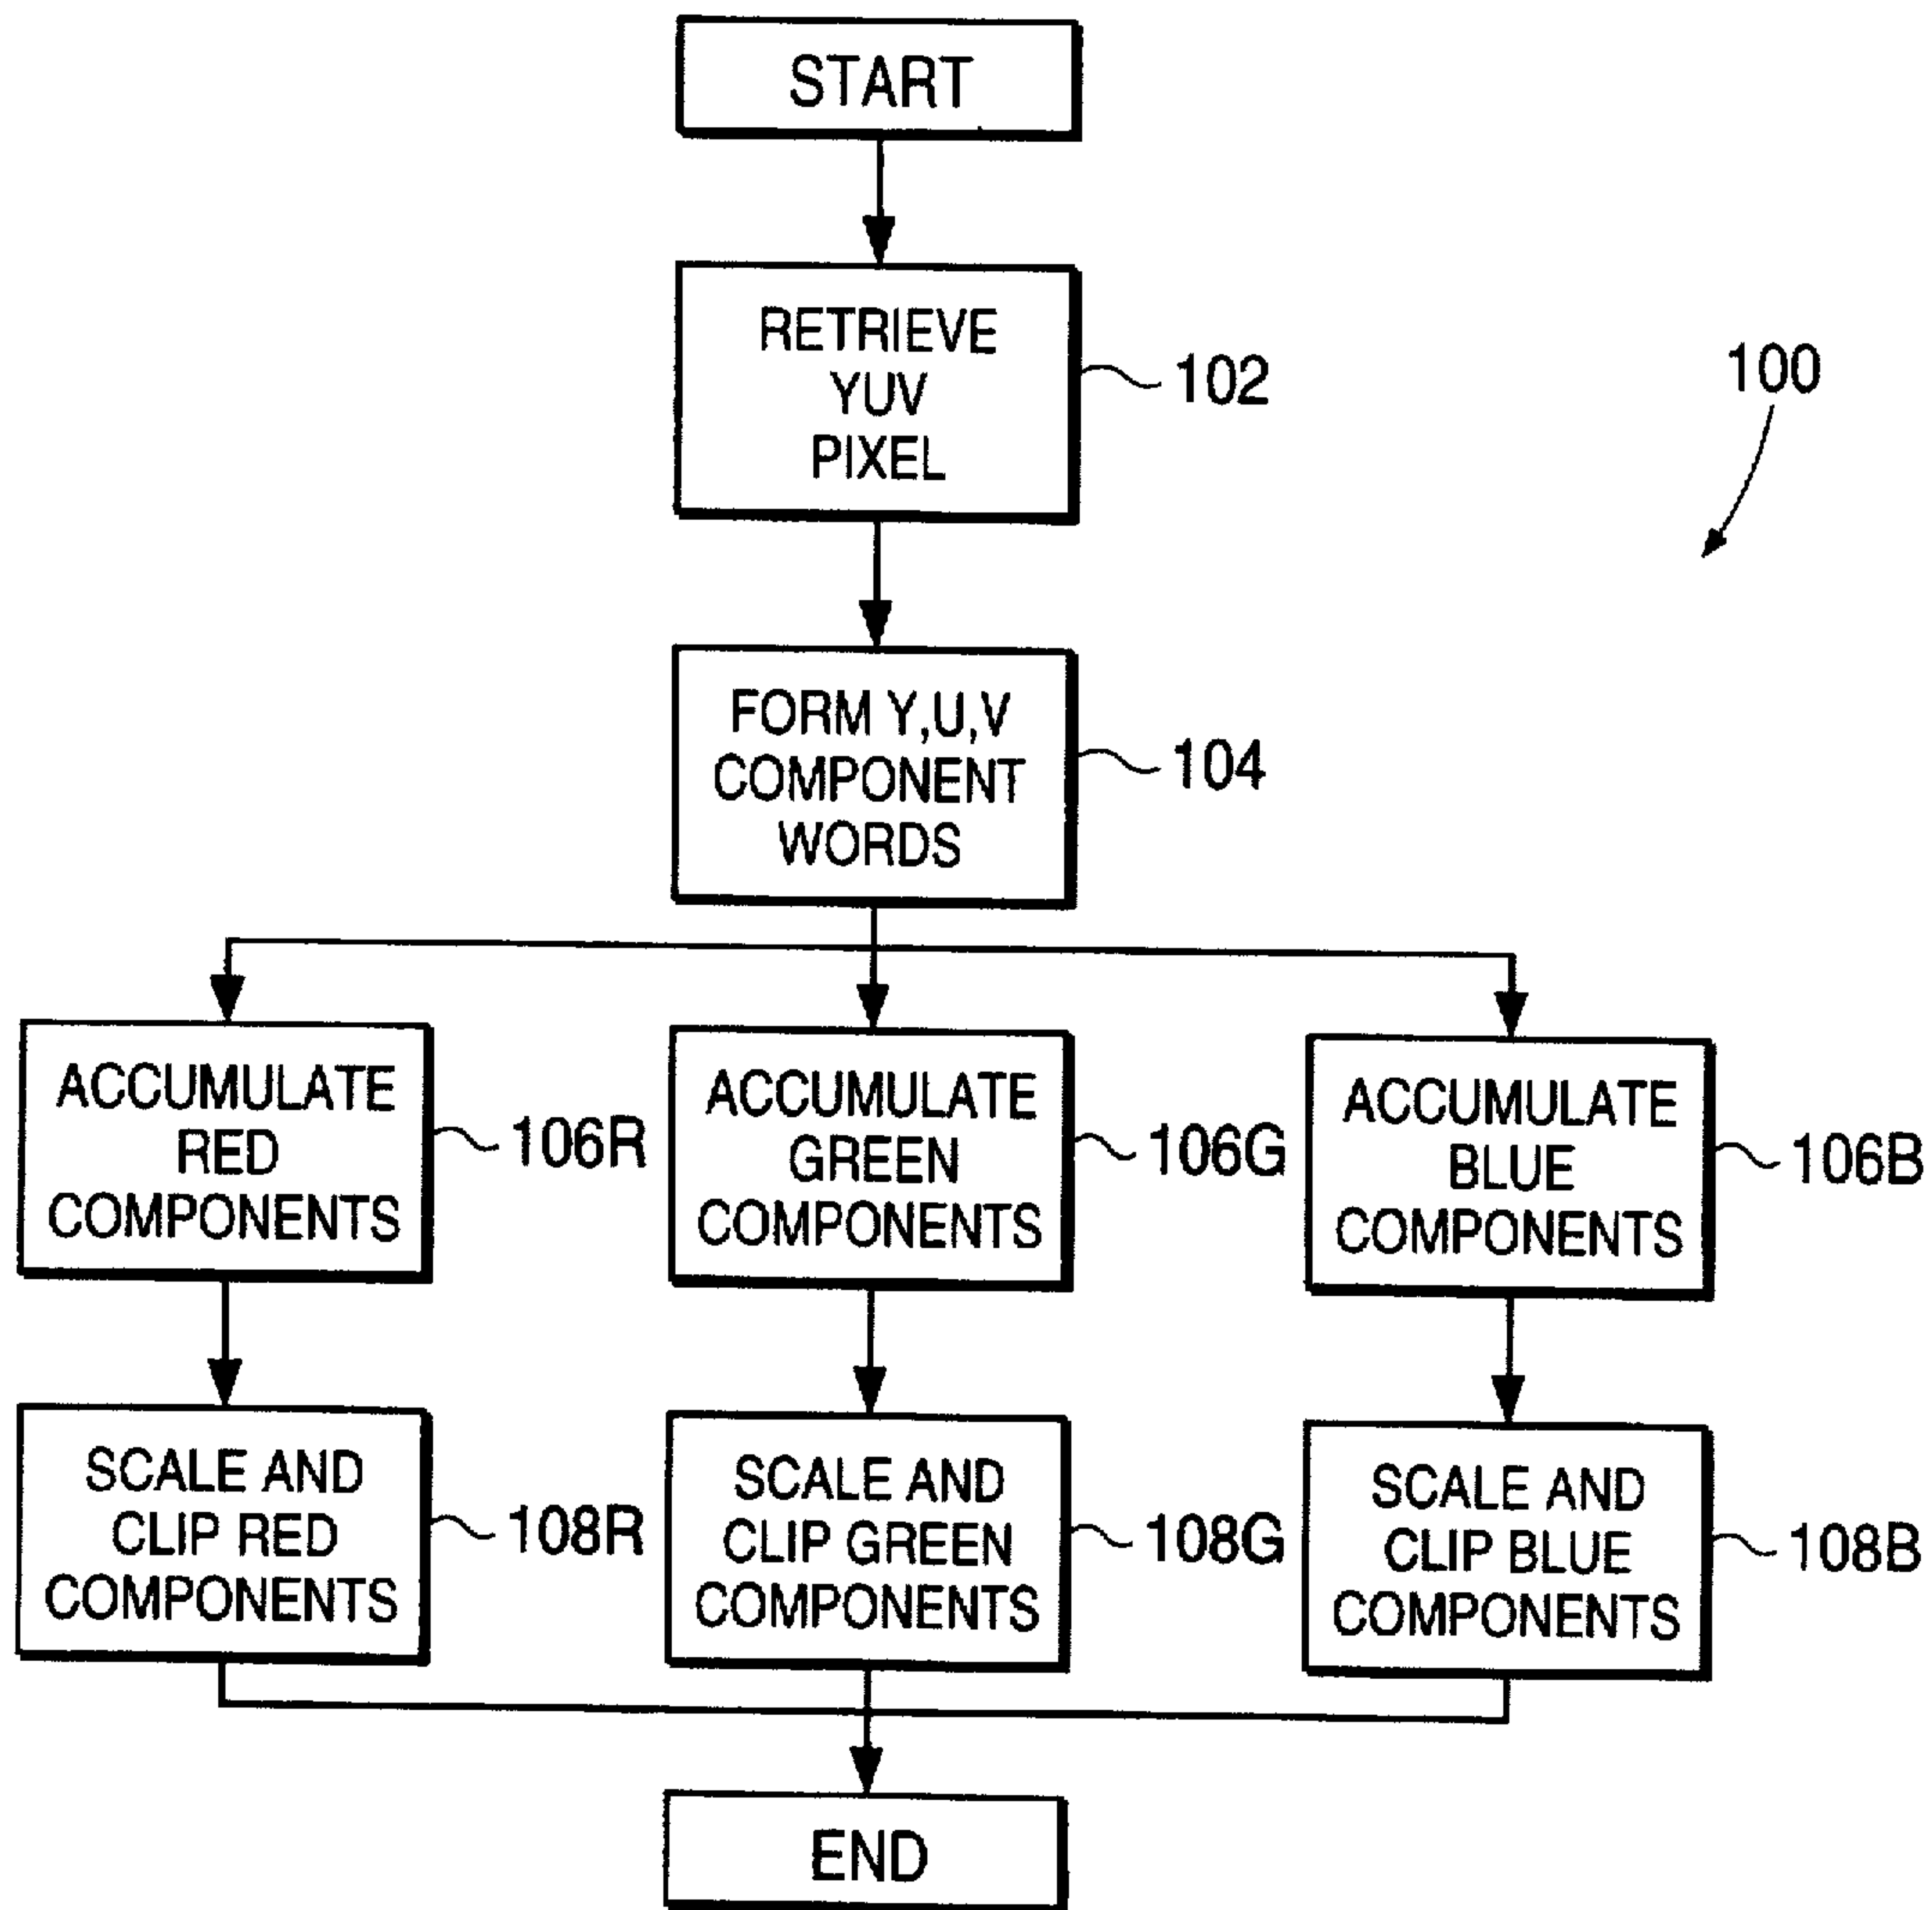 START
RETRIEVE
YUV
PIXEL
102
100
FORM Y,U,V
COMPONENT
WORDS
104
ACCUMULATE
RED
COMPONENTS
106R
ACCUMULATE
GREEN
COMPONENTS
106G
ACCUMULATE
BLUE
COMPONENTS
106B
SCALE AND
CLIP RED
COMPONENTS
108R
SCALE AND
CLIP GREEN
COMPONENTS
108G
SCALE AND
CLIP BLUE
COMPONENTS
108B
END